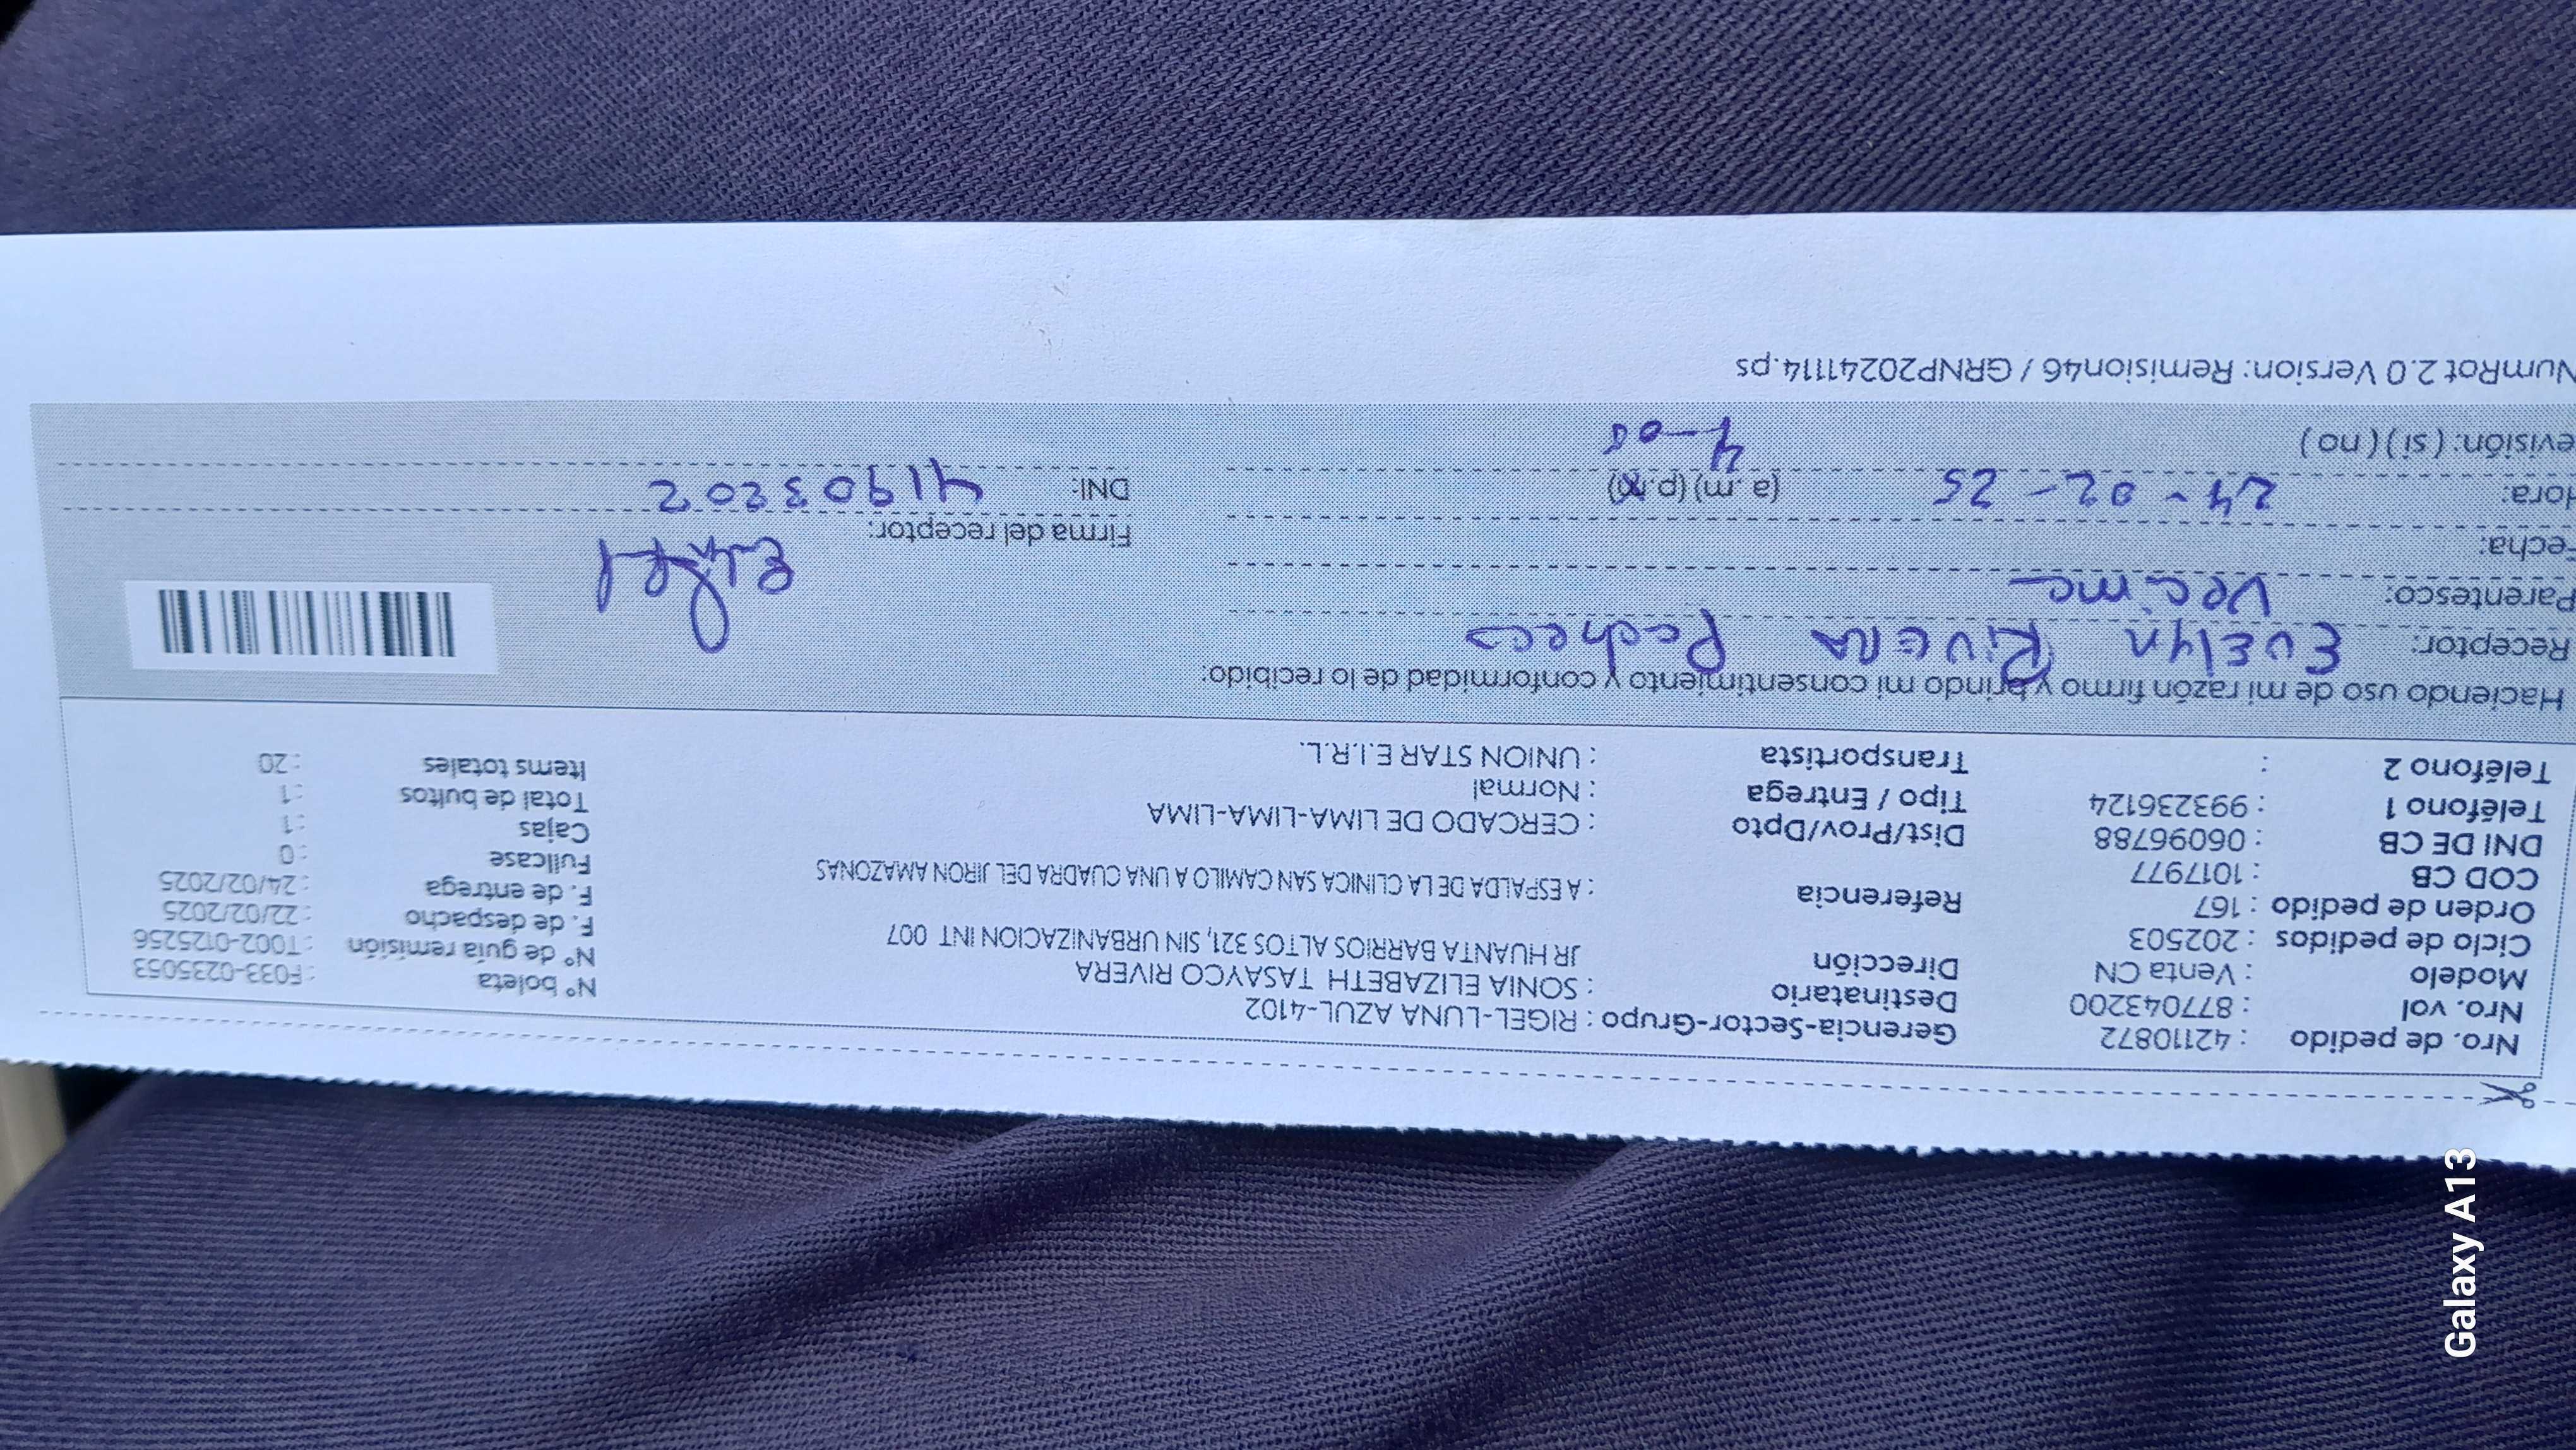 Nro. de pedido : 42110872 Gerencia-Sector-Grupo : RIGEL-LUNA AZUL-4102 N° boleta : F033-0235053
Nro. vol : 877043200 Destinatario : SONIA ELIZABETH TASAYCO RIVERA N° de guía remisión : T002-0125256
Modelo : Venta CN Dirección JR HUANTA BARRIOS ALTOS 321, SIN URBANIZACION INT 007 F. de despacho : 22/02/2025
Ciclo de pedidos : 202503 F. de entrega : 24/02/2025
Orden de pedido : 167 Referencia : A ESPALDA DE LA CLINICA SAN CAMILO A UNA CUADRA DEL JIRON AMAZONAS Fullcase : 0
COD CB : 1017977 Cajas : 1
DNI DE CB : 06096788 Dist/Prov/Dpto : CERCADO DE LIMA-LIMA-LIMA Total de bultos : 1
Teléfono 1 : 993236124 Tipo / Entrega : Normal Items totales : 20
Teléfono 2 : Transportista : UNION STAR E.I.R.L.
Haciendo uso de mi razón firmo y brindo mi consentimiento y conformidad de lo recibido:
Receptor: EvElyn RivERA Pacheco
Parentesco: Vecima
Fecha: Firma del receptor:
Hora: 24-02-25 (a.m) (p.m) DNI: 41903202
evisión: ( si ) ( no ) 4-00
NumRot 2.0 Version: Remision46 / GRNP20241114.ps
Galaxy A13